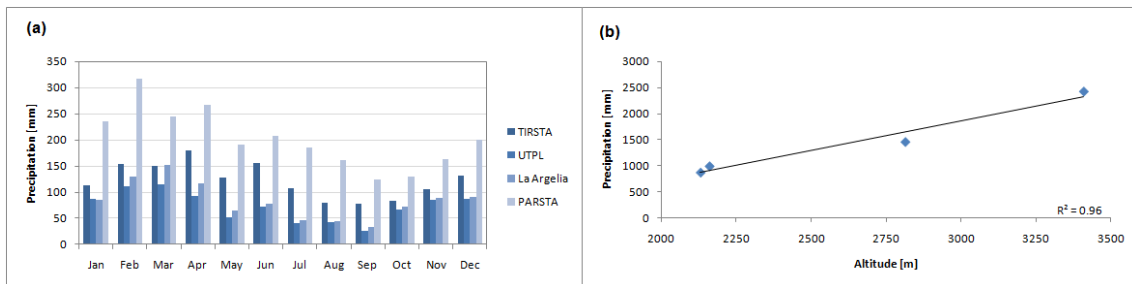 (a)
350
300
250
200
150
100
50
0
Precipitation [mm]
Jan Feb Mar Apr May Jun Jul Aug Sep Oct Nov Dec
TIRSTA
UTPL
La Argelia
PARSTA
(b)
3000
2500
2000
1500
1000
500
0
Precipitation [mm]
R² = 0.96
2000 2250 2500 2750 3000 3250 3500
Altitude [m]